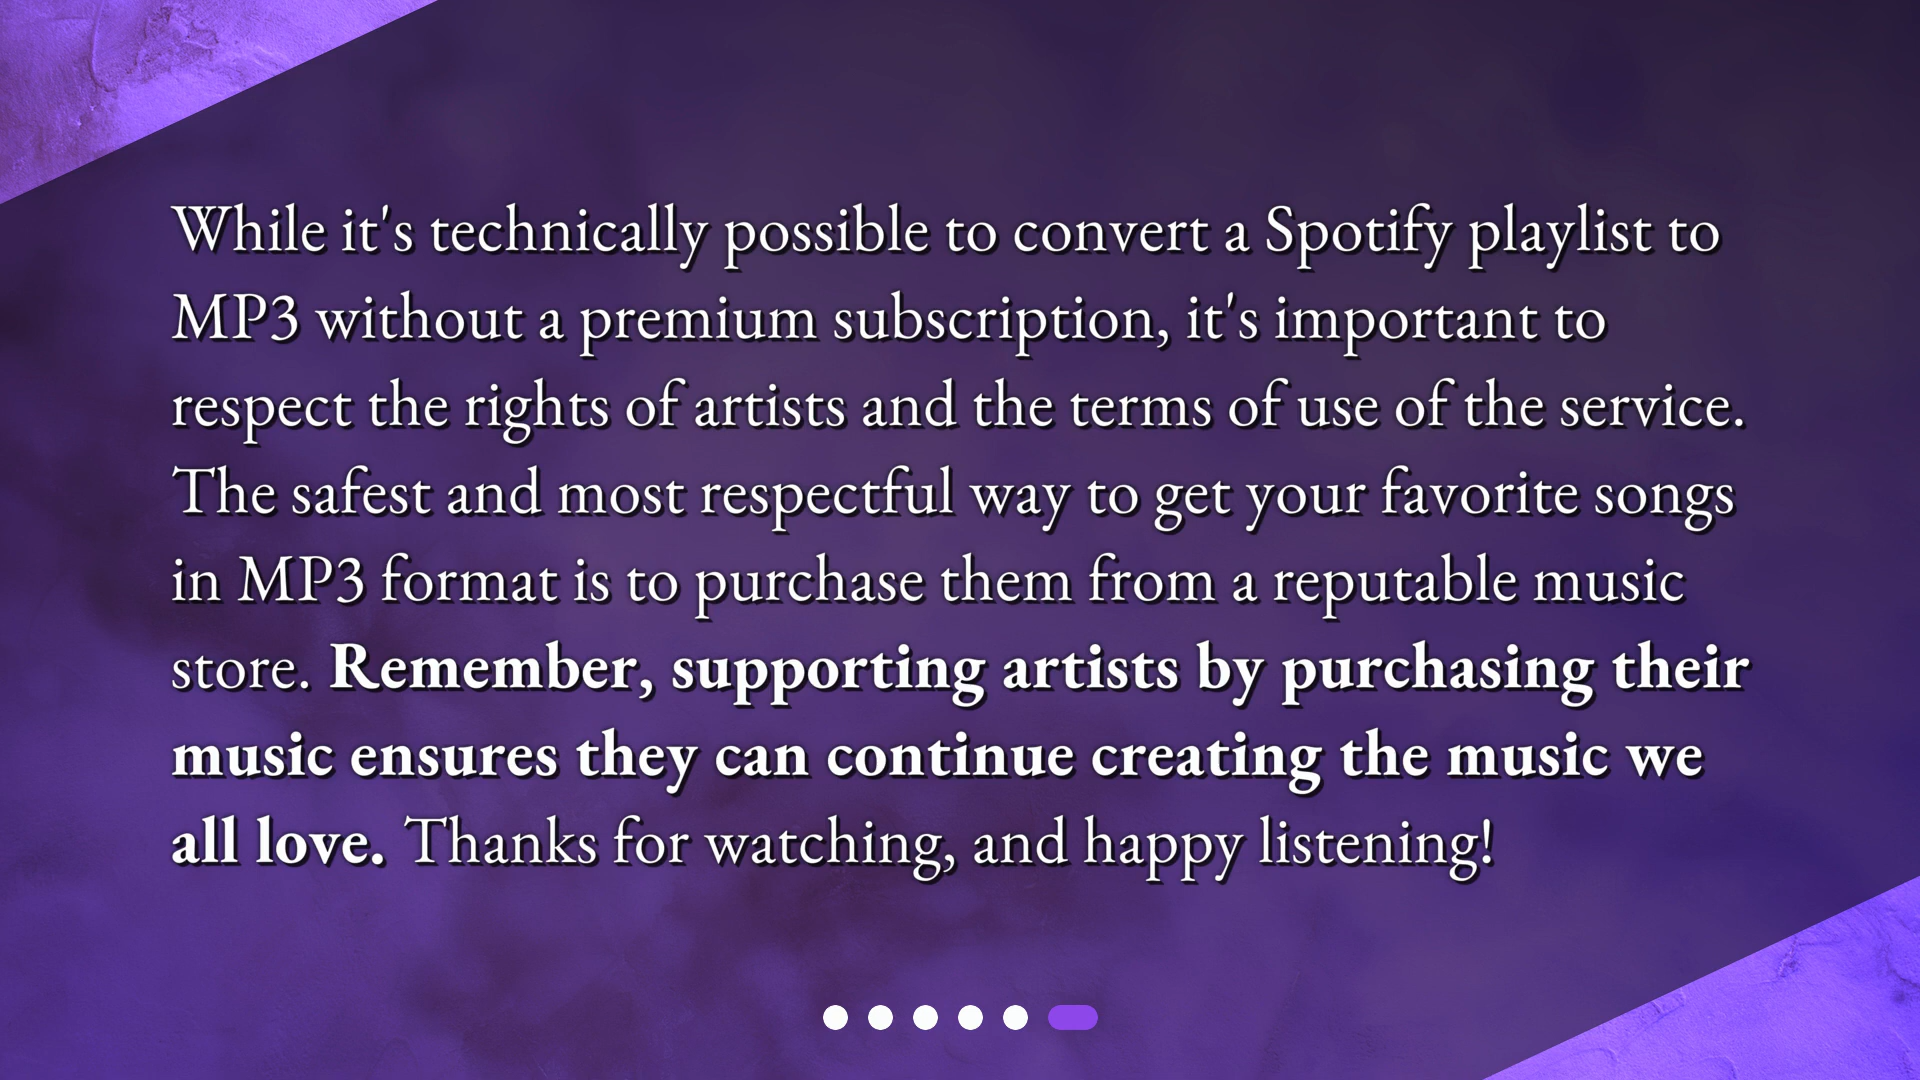 While it's technically possible to convert a Spotify playlist to
MP3 without a premium subscription, it's important to
respect the rights of artists and the terms of use of the service.
The safest and most respectful way to get your favorite songs
in MP3 format is to purchase them from a reputable music
store. Remember, supporting artists by purchasing their
music ensures they can continue creating the music we
all love. Thanks for watching, and happy listening!